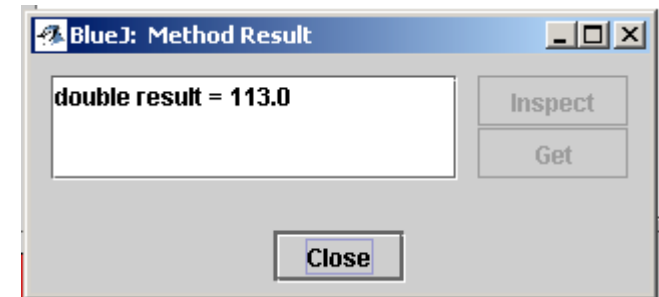 BlueJ: Method Result
double result = 113.0
Inspect
Get
Close